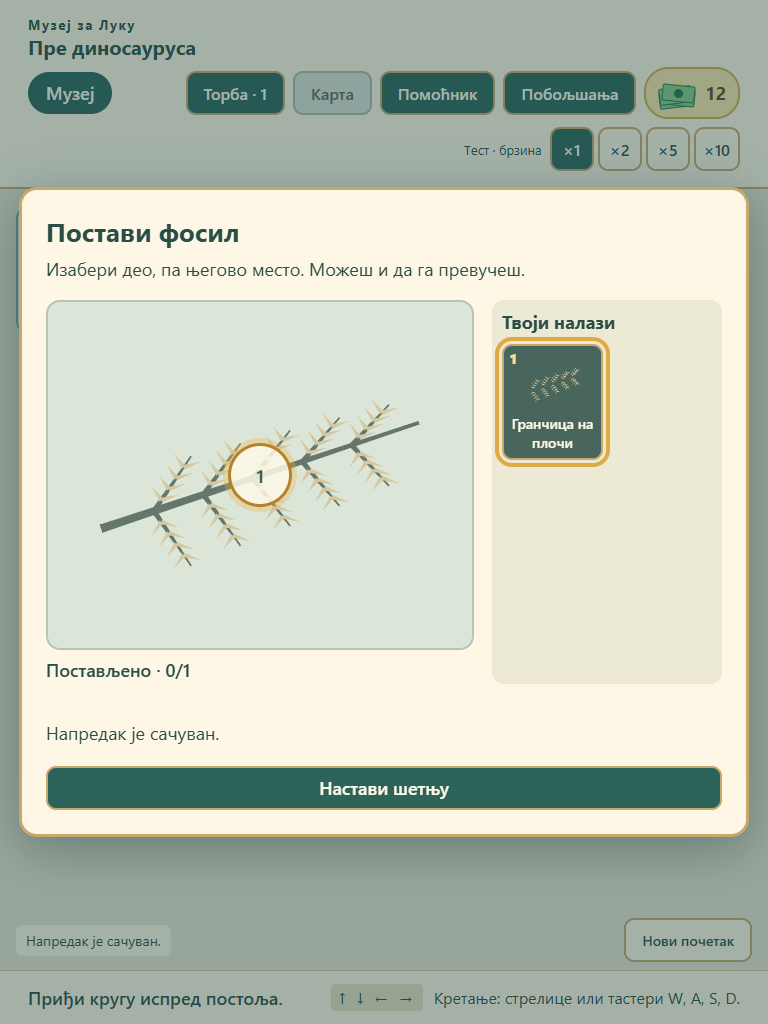 Музеј за Луку
Пре диносауруса
Музеј
Торба · 1
Карта
Помоћник
Побољшања
12
Тест · брзина
×1
×2
×5
×10
Постави фосил
Изабери део, па његово место. Можеш и да га превучеш.
1
Твоји налази
1
Гранчица на
плочи
Постављено · 0/1
Напредак је сачуван.
Настави шетњу
Напредак је сачуван.
Нови почетак
Приђи кругу испред постоља.
↑ ↓ ← →
Кретање: стрелице или тастери W, A, S, D.